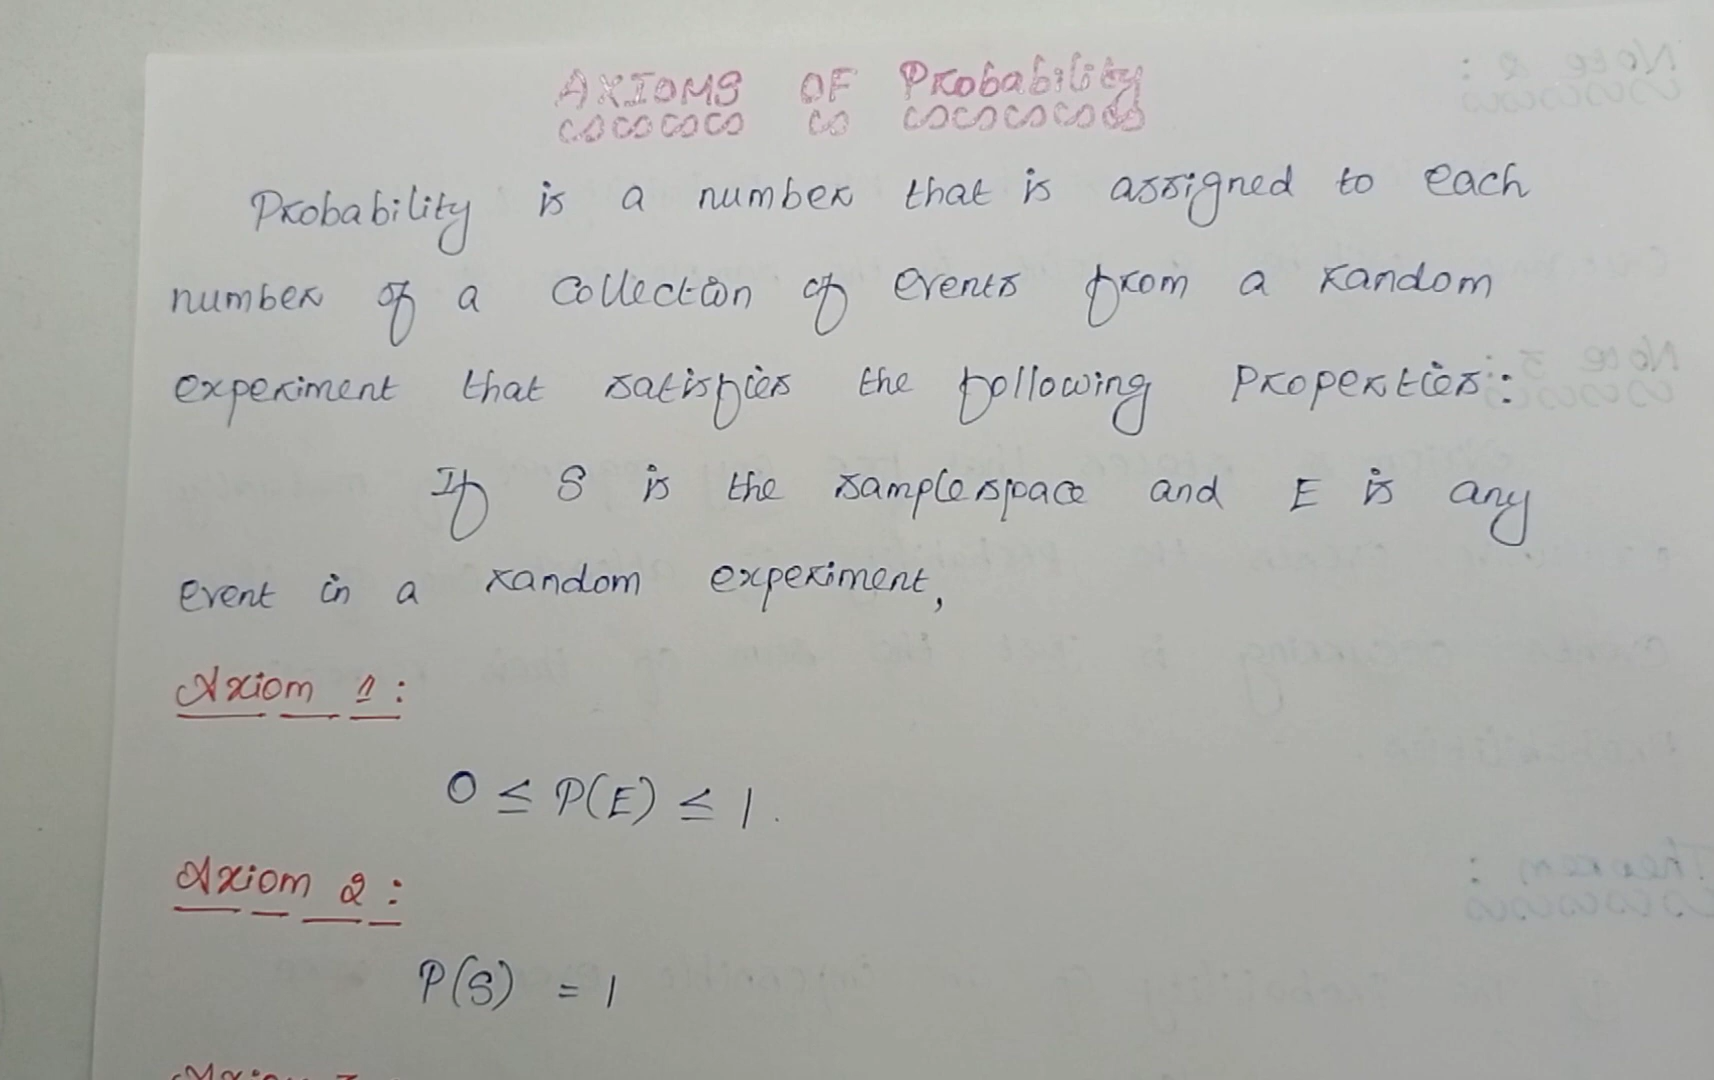 AXIOMS OF Probability
Probability is a number that is assigned to each
number of a collection of events from a random
experiment that satisfies the following Properties:
If S is the samplespace and E is any
event in a random experiment,
Axiom 1:
0 ≤ P(E) ≤ 1.
Axiom 2:
P(S) = 1